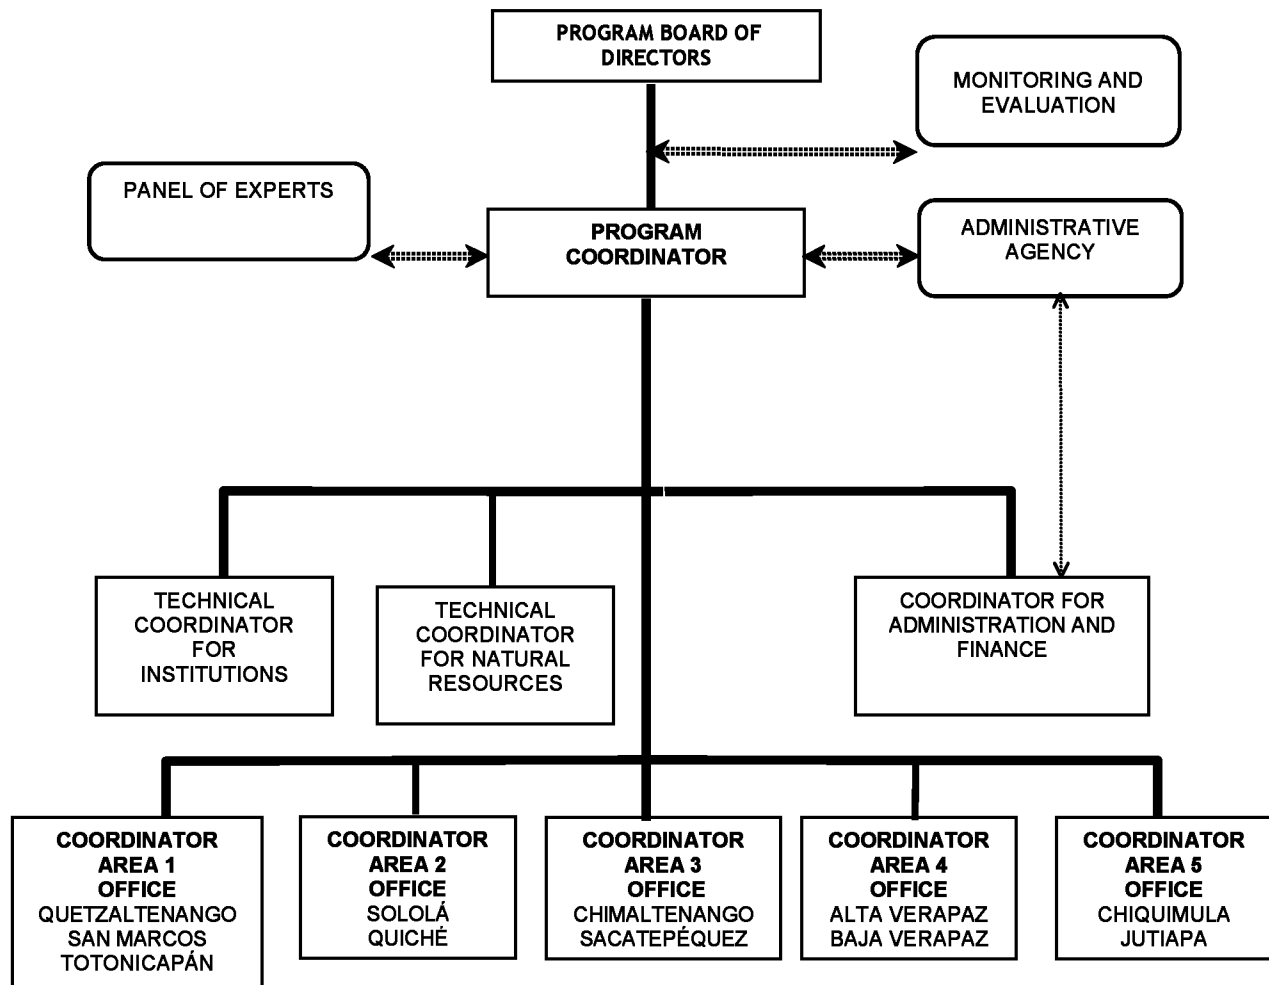 PROGRAM BOARD OF
DIRECTORS
MONITORING AND
EVALUATION
PANEL OF EXPERTS
PROGRAM
COORDINATOR
ADMINISTRATIVE
AGENCY
TECHNICAL
COORDINATOR
FOR
INSTITUTIONS
TECHNICAL
COORDINATOR
FOR NATURAL
RESOURCES
COORDINATOR FOR
ADMINISTRATION AND
FINANCE
COORDINATOR
AREA 1
OFFICE
QUETZALTENANGO
SAN MARCOS
TOTONICAPÁN
COORDINATOR
AREA 2
OFFICE
SOLOLÁ
QUICHÉ
COORDINATOR
AREA 3
OFFICE
CHIMALTENANGO
SACATEPÉQUEZ
COORDINATOR
AREA 4
OFFICE
ALTA VERAPAZ
BAJA VERAPAZ
COORDINATOR
AREA 5
OFFICE
CHIQUIMULA
JUTIAPA